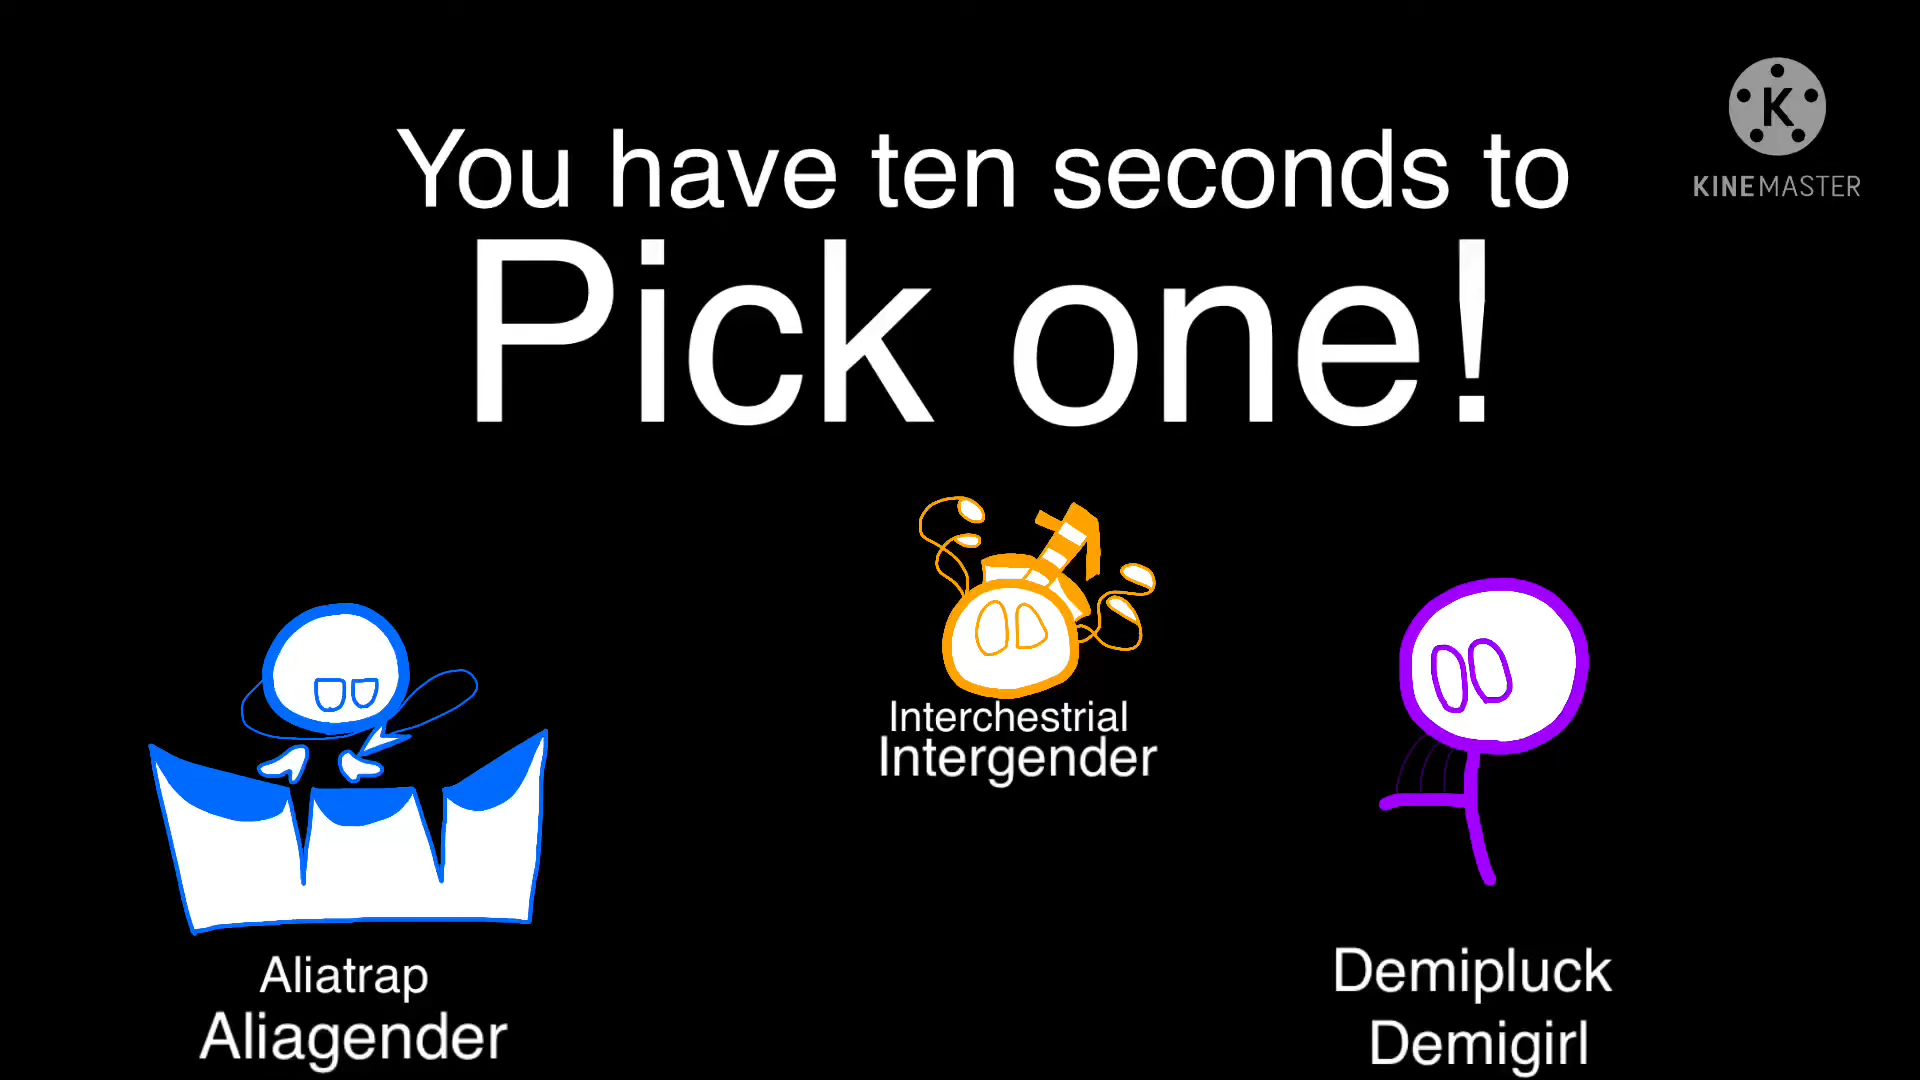 You have ten seconds to
Pick one!
K
KINEMASTER
Interchestrial
Intergender
Aliatrap
Aliagender
Demipluck
Demigirl